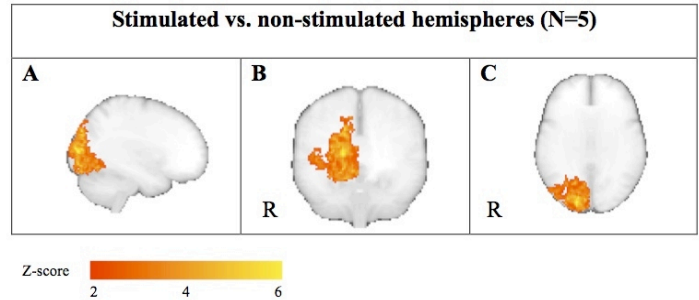 Stimulated vs. non-stimulated hemispheres (N=5)
A B C
R R
Z-score
2 4 6